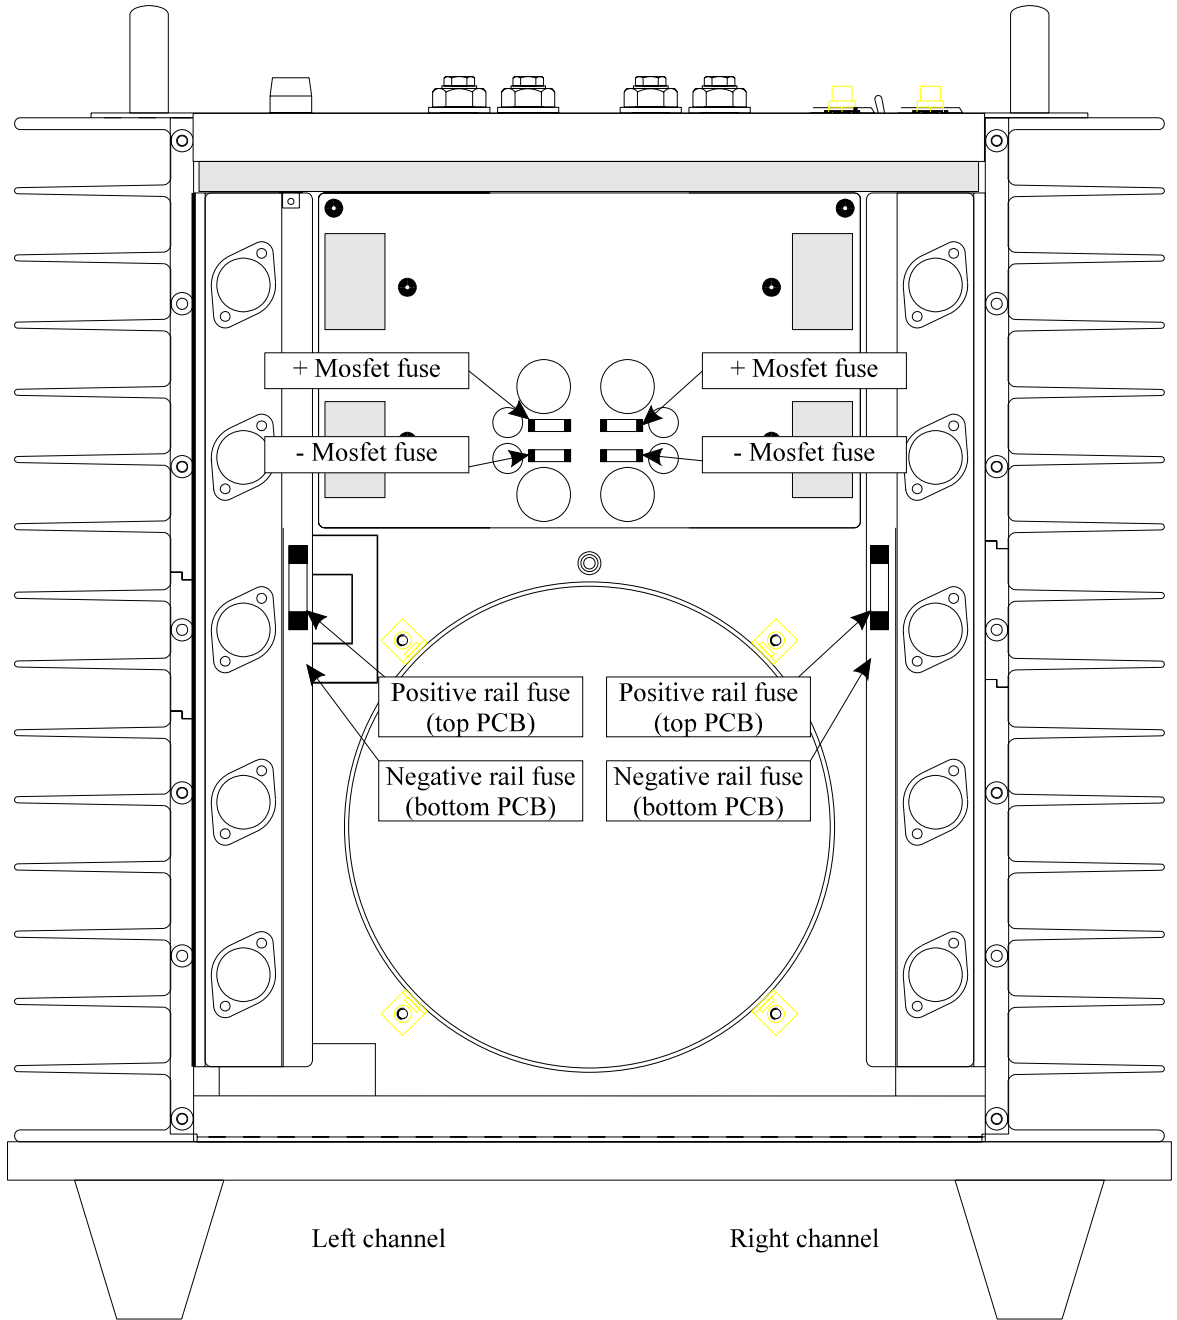 + Mosfet fuse
+ Mosfet fuse
- Mosfet fuse
- Mosfet fuse
Positive rail fuse
(top PCB)
Positive rail fuse
(top PCB)
Negative rail fuse
(bottom PCB)
Negative rail fuse
(bottom PCB)
Left channel
Right channel